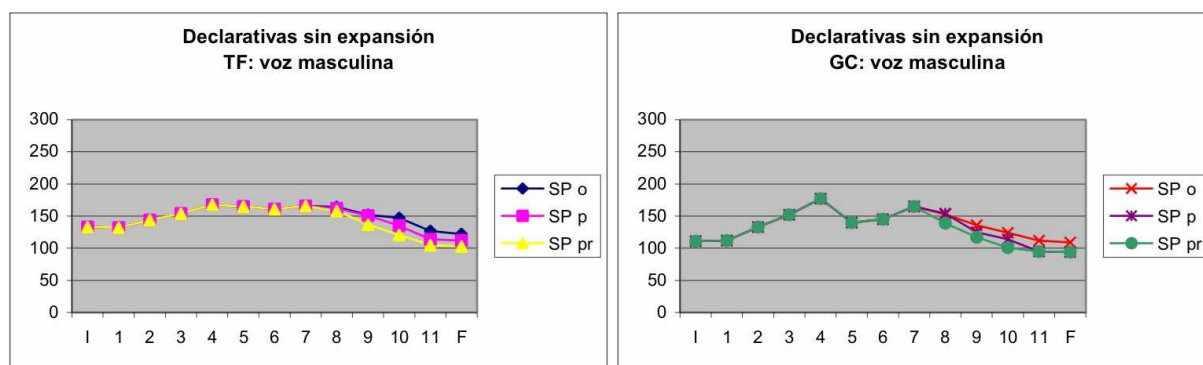 Declarativas sin expansión
TF: voz masculina
300
250
200
150
100
50
0
I 1 2 3 4 5 6 7 8 9 10 11 F
SP o
SP p
SP pr
Declarativas sin expansión
GC: voz masculina
300
250
200
150
100
50
0
I 1 2 3 4 5 6 7 8 9 10 11 F
SP o
SP p
SP pr